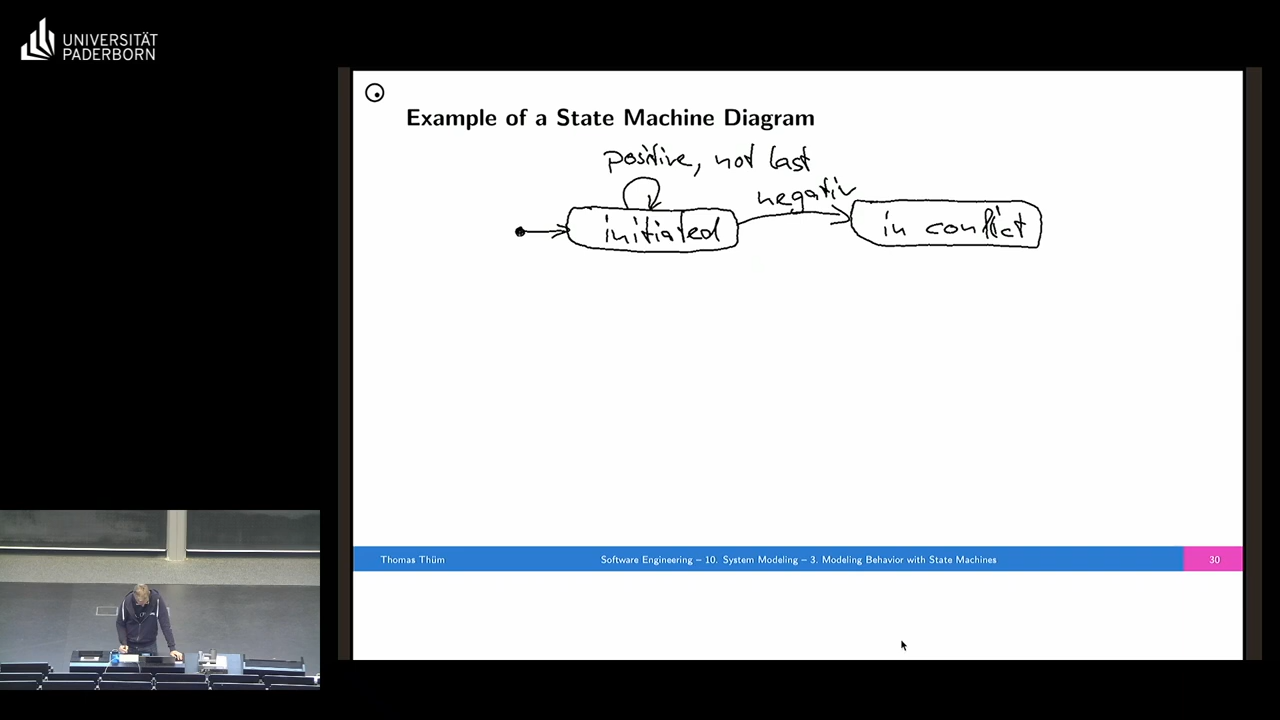 UNIVERSITÄT
PADERBORN
Example of a State Machine Diagram
positive, not last
negativ
initiated
in conflict
Thomas Thüm
Software Engineering – 10. System Modeling – 3. Modeling Behavior with State Machines
30